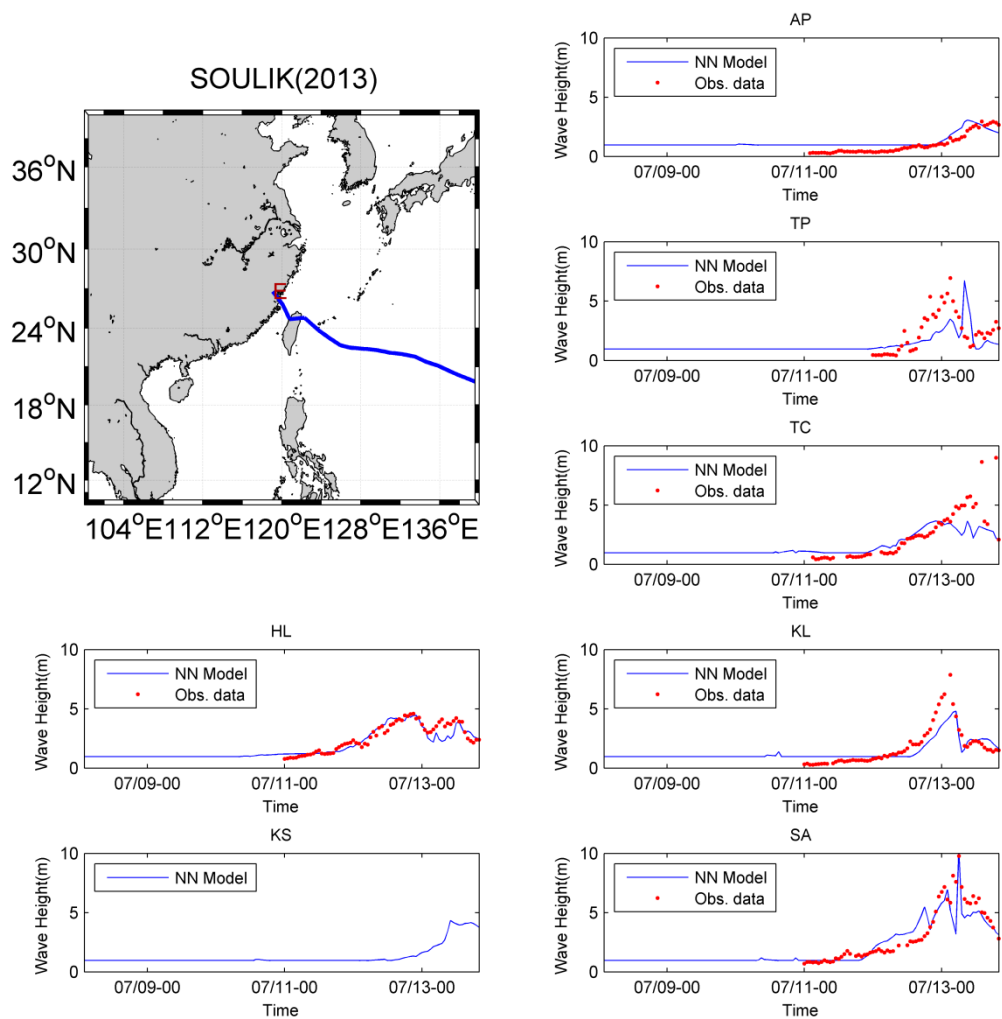 SOULIK(2013)
36°N
30°N
24°N
18°N
12°N
104°E112°E120°E128°E136°E
AP
Wave Height(m)
10
5
0
NN Model
Obs. data
07/09-00 07/11-00 07/13-00
Time
TP
Wave Height(m)
10
5
0
NN Model
Obs. data
07/09-00 07/11-00 07/13-00
Time
TC
Wave Height(m)
10
5
0
NN Model
Obs. data
07/09-00 07/11-00 07/13-00
Time
HL
Wave Height(m)
10
5
0
NN Model
Obs. data
07/09-00 07/11-00 07/13-00
Time
KL
Wave Height(m)
10
5
0
NN Model
Obs. data
07/09-00 07/11-00 07/13-00
Time
KS
Wave Height(m)
10
5
0
NN Model
07/09-00 07/11-00 07/13-00
Time
SA
Wave Height(m)
10
5
0
NN Model
Obs. data
07/09-00 07/11-00 07/13-00
Time